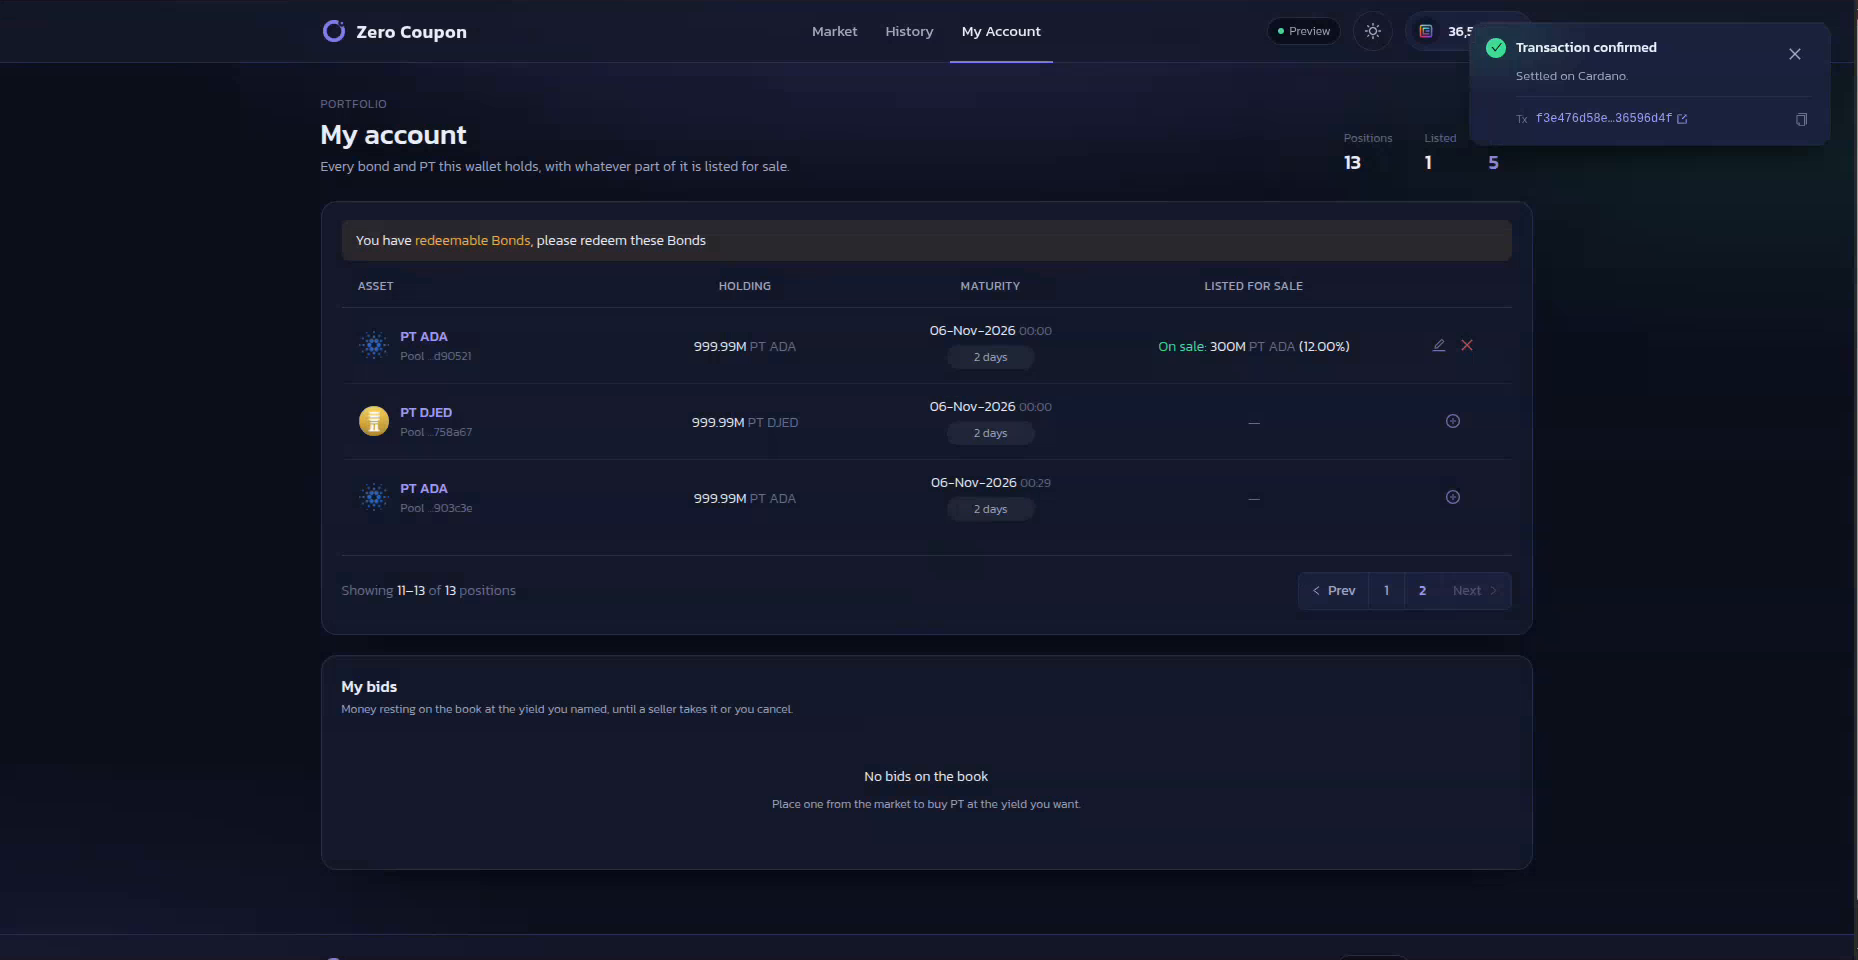 Zero Coupon
Market
History
My Account
Preview
36,5
Transaction confirmed
Settled on Cardano.
Tx f3e476d58e…36596d4f
PORTFOLIO
My account
Every bond and PT this wallet holds, with whatever part of it is listed for sale.
Positions
13
Listed
1
5
You have redeemable Bonds, please redeem these Bonds
ASSET HOLDING MATURITY LISTED FOR SALE
PT ADA
Pool …d90521
999.99M PT ADA
06-Nov-2026 00:00
2 days
On sale: 300M PT ADA (12.00%)
PT DJED
Pool …758a67
999.99M PT DJED
06-Nov-2026 00:00
2 days
—
PT ADA
Pool …903c3e
999.99M PT ADA
06-Nov-2026 00:29
2 days
—
Showing 11–13 of 13 positions
Prev 1 2 Next
My bids
Money resting on the book at the yield you named, until a seller takes it or you cancel.
No bids on the book
Place one from the market to buy PT at the yield you want.